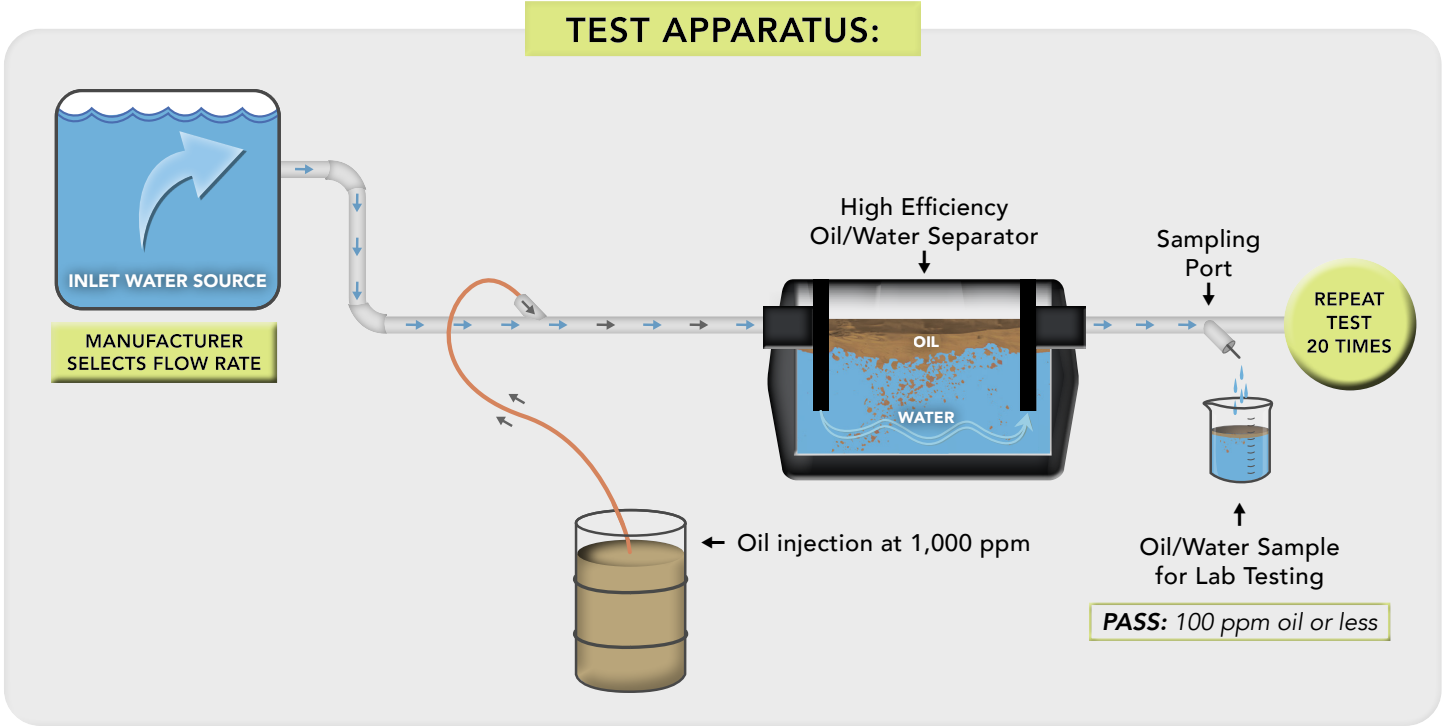 TEST APPARATUS:
INLET WATER SOURCE
MANUFACTURER
SELECTS FLOW RATE
High Efficiency
Oil/Water Separator
OIL
WATER
Sampling
Port
REPEAT
TEST
20 TIMES
Oil injection at 1,000 ppm
Oil/Water Sample
for Lab Testing
PASS: 100 ppm oil or less